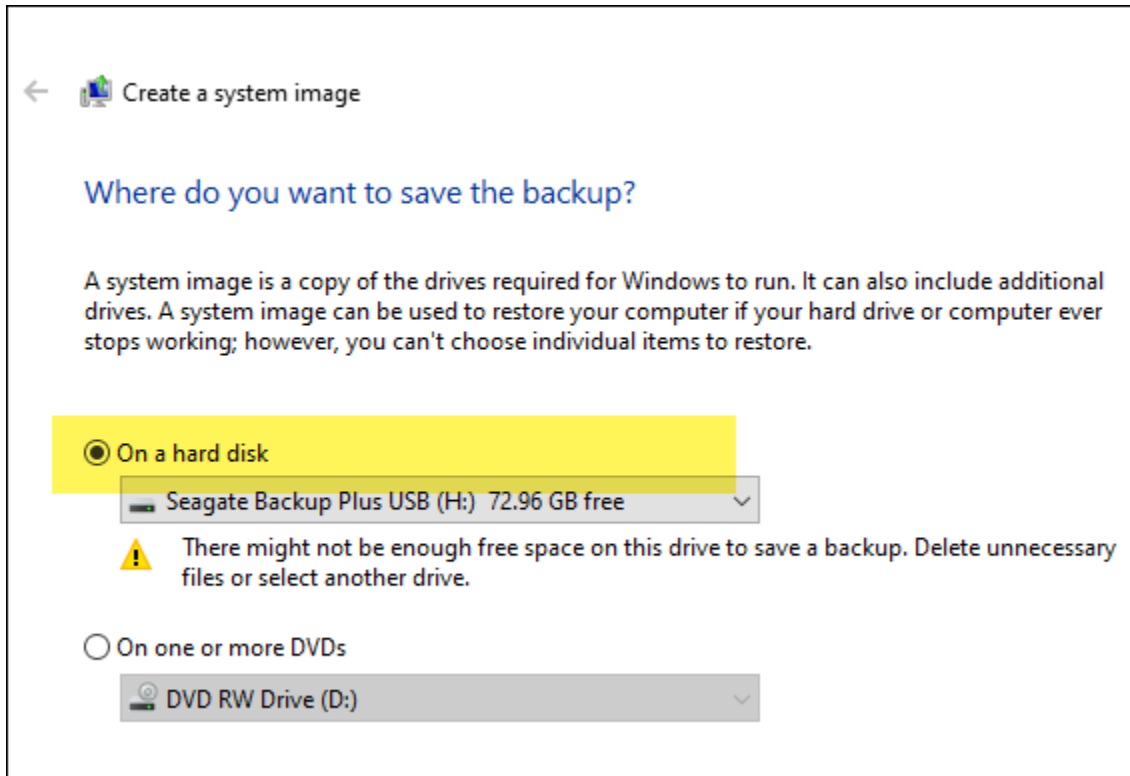 Create a system image
Where do you want to save the backup?
A system image is a copy of the drives required for Windows to run. It can also include additional
drives. A system image can be used to restore your computer if your hard drive or computer ever
stops working; however, you can't choose individual items to restore.
On a hard disk
Seagate Backup Plus USB (H:)  72.96 GB free
There might not be enough free space on this drive to save a backup. Delete unnecessary
files or select another drive.
On one or more DVDs
DVD RW Drive (D:)